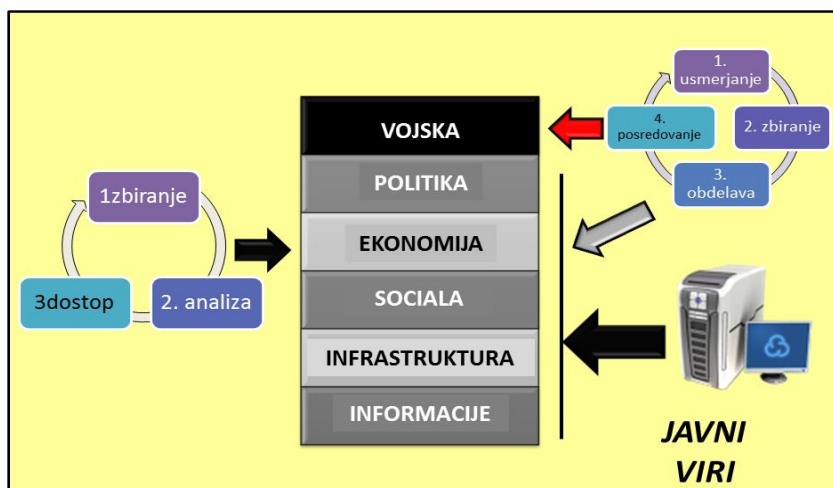 1zbiranje
2. analiza
3dostop
VOJSKA
POLITIKA
EKONOMIJA
SOCIALA
INFRASTRUKTURA
INFORMACIJE
1.
usmerjanje
2. zbiranje
3.
obdelava
4.
posredovanje
JAVNI
VIRI